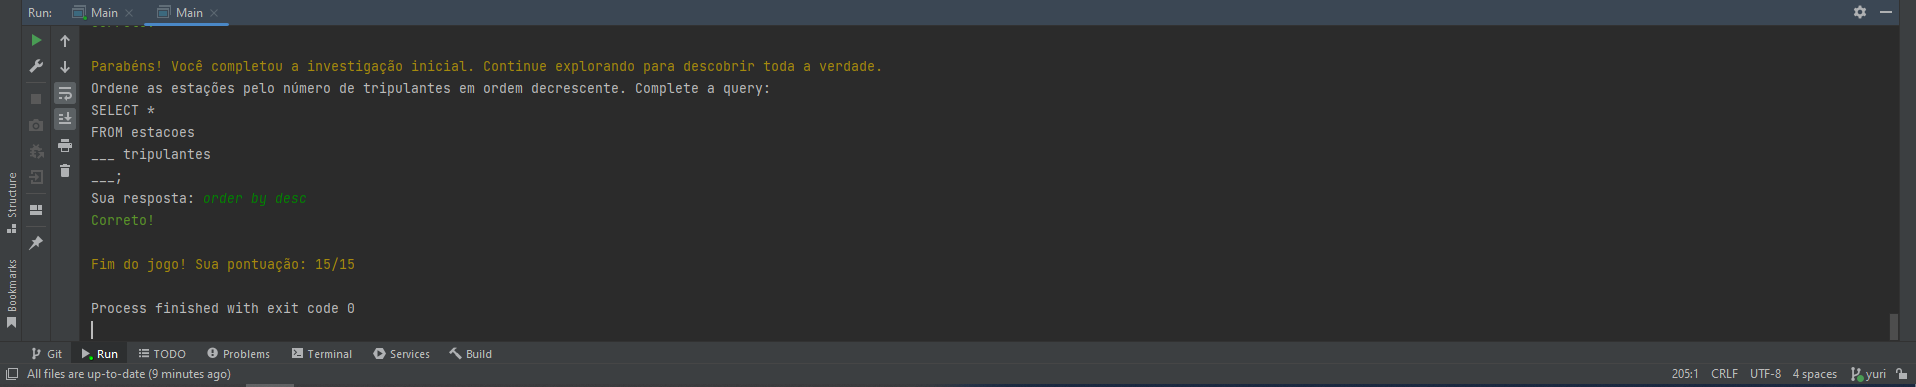 Run: Main Main
Parabéns! Você completou a investigação inicial. Continue explorando para descobrir toda a verdade.
Ordene as estações pelo número de tripulantes em ordem decrescente. Complete a query:
SELECT *
FROM estacoes
___ tripulantes
___;
Sua resposta: order by desc
Correto!
Fim do jogo! Sua pontuação: 15/15
Process finished with exit code 0
Structure
Bookmarks
Git Run TODO Problems Terminal Services Build
All files are up-to-date (9 minutes ago) 205:1 CRLF UTF-8 4 spaces yuri